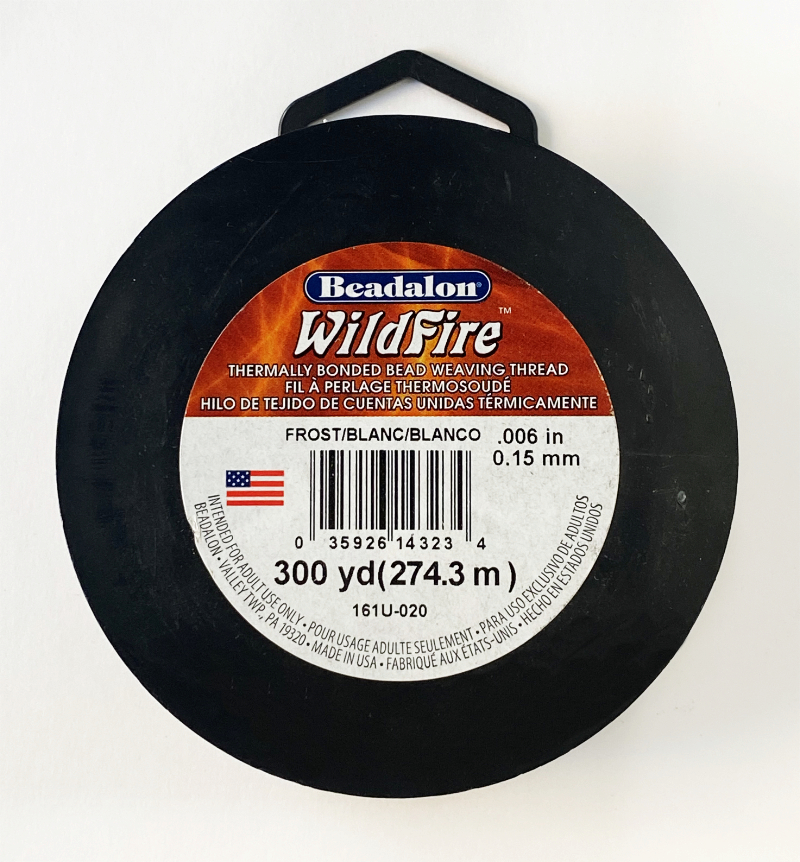 Beadalon®
WildFire™
THERMALLY BONDED BEAD WEAVING THREAD
FIL À PERLAGE THERMOSOUDÉ
HILO DE TEJIDO DE CUENTAS UNIDAS TÉRMICAMENTE
FROST/BLANC/BLANCO
.006 in
0.15 mm
0 35926 14323 4
300 yd(274.3 m)
161U-020
INTENDED FOR ADULT USE ONLY • POUR USAGE ADULTE SEULEMENT • PARA USO EXCLUSIVO DE ADULTOS
BEADALON • VALLEY TWP., PA 19320 • MADE IN USA • FABRIQUÉ AUX ÉTATS-UNIS • HECHO EN ESTADOS UNIDOS